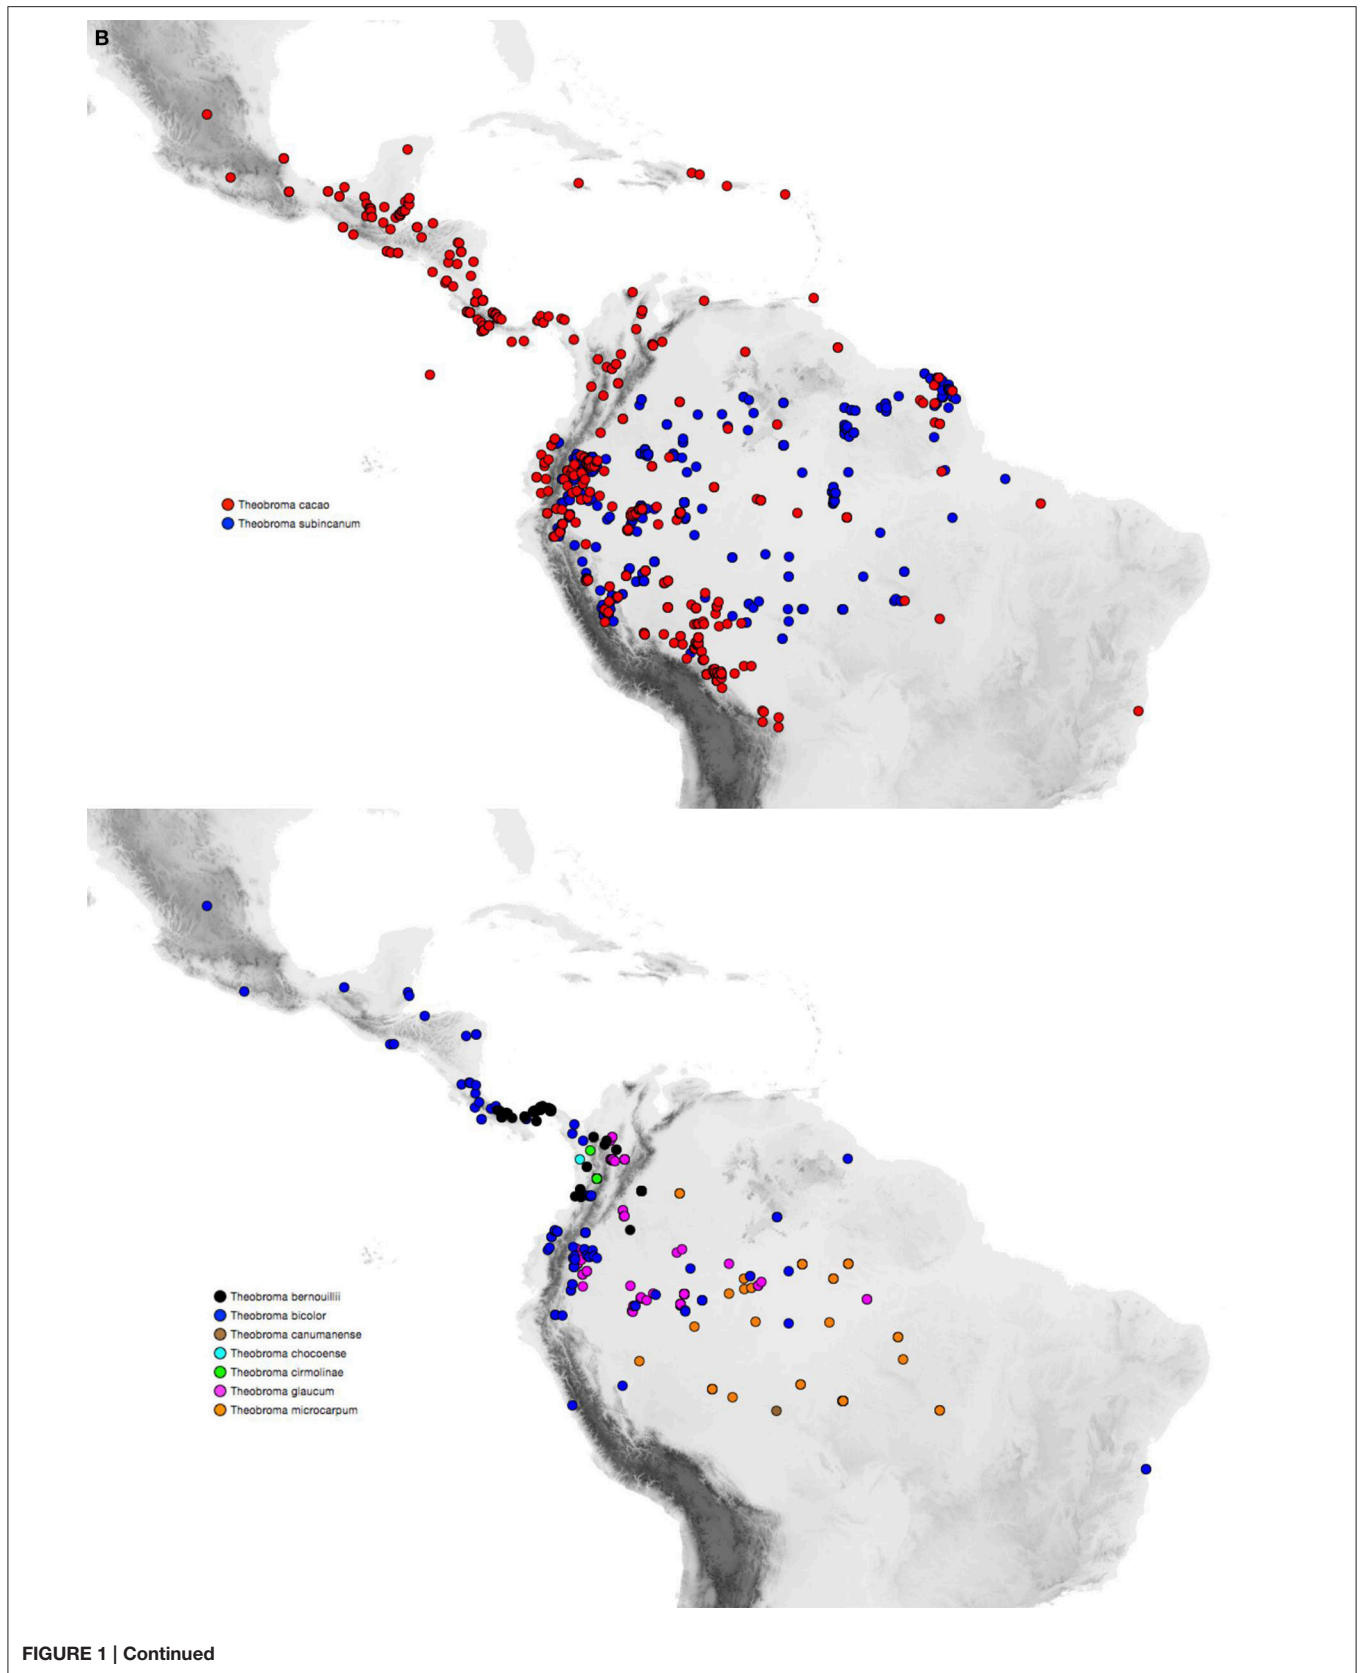 B
Theobroma cacao
Theobroma subincanum
Theobroma bernouillii
Theobroma bicolor
Theobroma canumanense
Theobroma chocoense
Theobroma cirmolinae
Theobroma glaucum
Theobroma microcarpum
FIGURE 1 | Continued